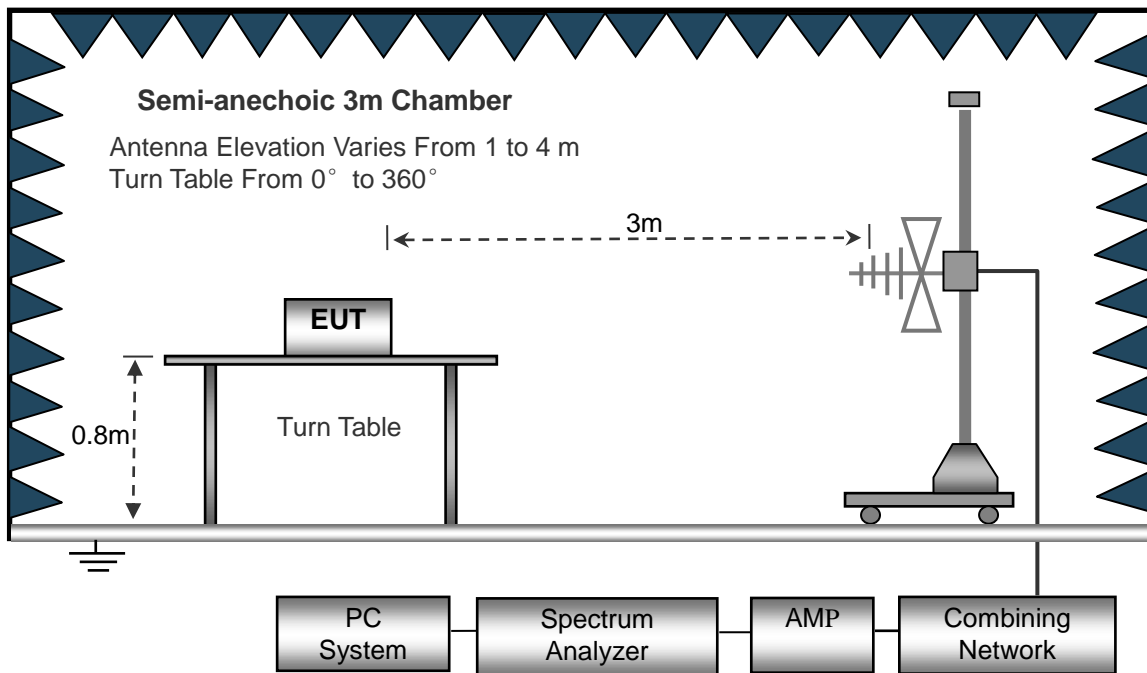 Semi-anechoic 3m Chamber
Antenna Elevation Varies From 1 to 4 m
Turn Table From 0° to 360°
3m
EUT
0.8m
Turn Table
PC
System
Spectrum
Analyzer
AMP
Combining
Network